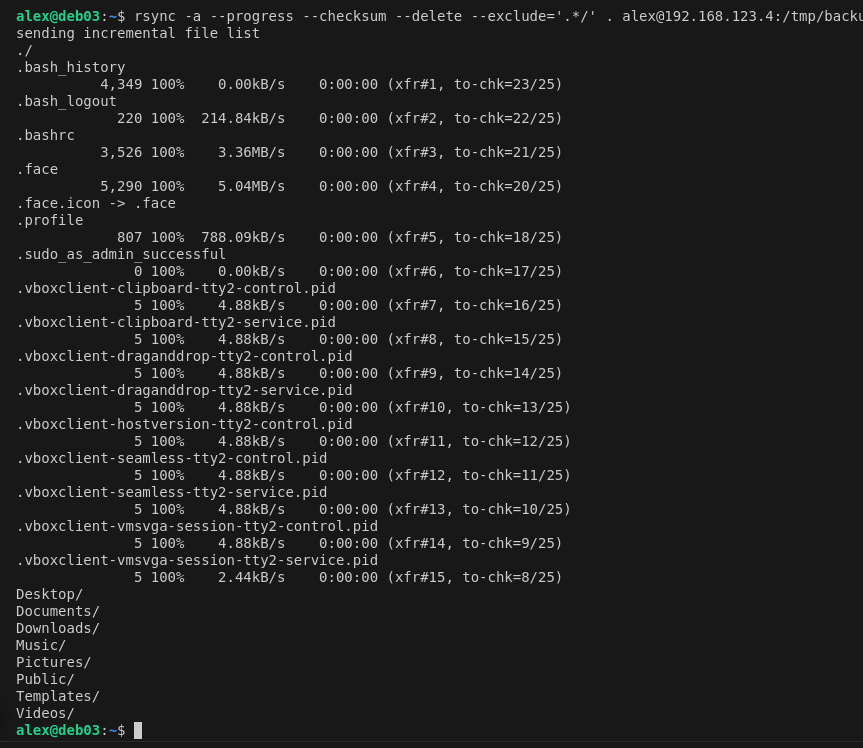 alex@deb03:~$ rsync -a --progress --checksum --delete --exclude='.*/' . alex@192.168.123.4:/tmp/backu
sending incremental file list
./
.bash_history
4,349 100% 0.00kB/s 0:00:00 (xfr#1, to-chk=23/25)
.bash_logout
220 100% 214.84kB/s 0:00:00 (xfr#2, to-chk=22/25)
.bashrc
3,526 100% 3.36MB/s 0:00:00 (xfr#3, to-chk=21/25)
.face
5,290 100% 5.04MB/s 0:00:00 (xfr#4, to-chk=20/25)
.face.icon -> .face
.profile
807 100% 788.09kB/s 0:00:00 (xfr#5, to-chk=18/25)
.sudo_as_admin_successful
0 100% 0.00kB/s 0:00:00 (xfr#6, to-chk=17/25)
.vboxclient-clipboard-tty2-control.pid
5 100% 4.88kB/s 0:00:00 (xfr#7, to-chk=16/25)
.vboxclient-clipboard-tty2-service.pid
5 100% 4.88kB/s 0:00:00 (xfr#8, to-chk=15/25)
.vboxclient-draganddrop-tty2-control.pid
5 100% 4.88kB/s 0:00:00 (xfr#9, to-chk=14/25)
.vboxclient-draganddrop-tty2-service.pid
5 100% 4.88kB/s 0:00:00 (xfr#10, to-chk=13/25)
.vboxclient-hostversion-tty2-control.pid
5 100% 4.88kB/s 0:00:00 (xfr#11, to-chk=12/25)
.vboxclient-seamless-tty2-control.pid
5 100% 4.88kB/s 0:00:00 (xfr#12, to-chk=11/25)
.vboxclient-seamless-tty2-service.pid
5 100% 4.88kB/s 0:00:00 (xfr#13, to-chk=10/25)
.vboxclient-vmsvga-session-tty2-control.pid
5 100% 4.88kB/s 0:00:00 (xfr#14, to-chk=9/25)
.vboxclient-vmsvga-session-tty2-service.pid
5 100% 2.44kB/s 0:00:00 (xfr#15, to-chk=8/25)
Desktop/
Documents/
Downloads/
Music/
Pictures/
Public/
Templates/
Videos/
alex@deb03:~$